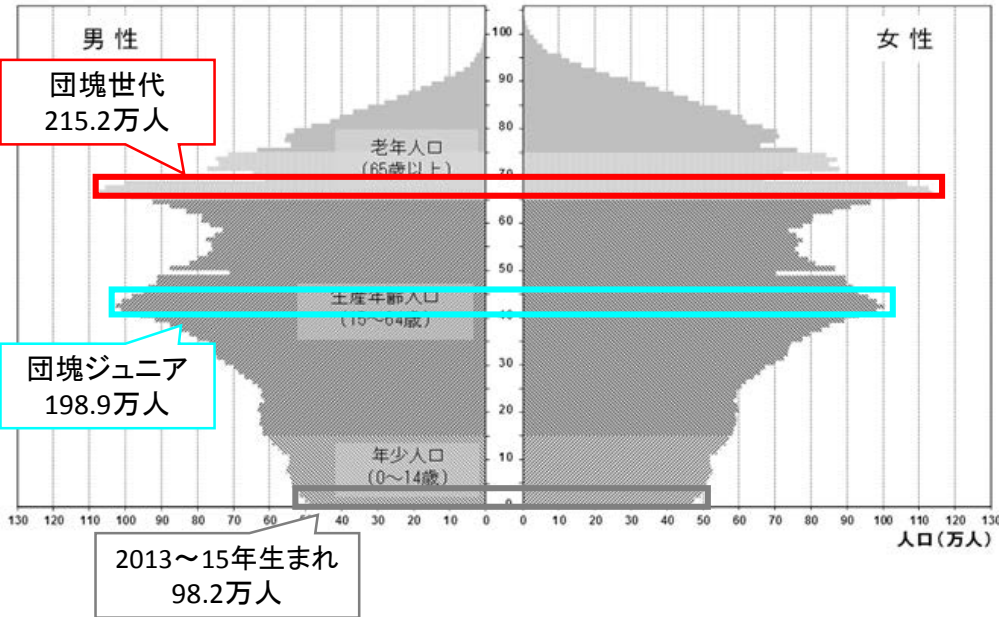 男 性
女 性
団塊世代
215.2万人
老年人口
(65歳以上)
生産年齢人口
(15～64歳)
団塊ジュニア
198.9万人
年少人口
(0～14歳)
100
90
80
70
60
50
40
30
20
10
0
130 120 110 100 90 80 70 60 50 40 30 20 10 0
0 10 20 30 40 50 60 70 80 90 100 110 120 130
人口(万人)
2013～15年生まれ
98.2万人